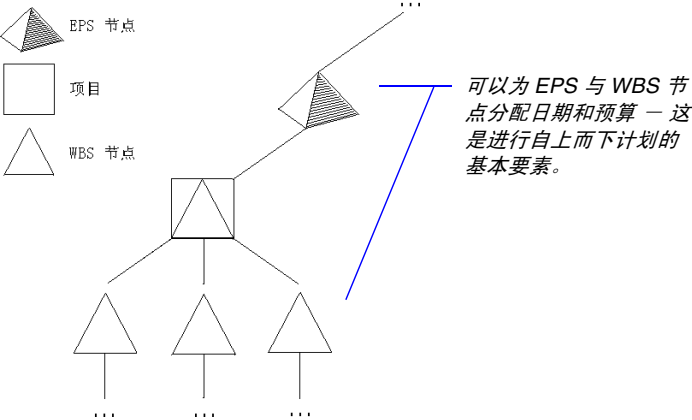 EPS 节点
项目
WBS 节点
...
可以为 EPS 与 WBS 节
点分配日期和预算 — 这
是进行自上而下计划的
基本要素。
... ... ...